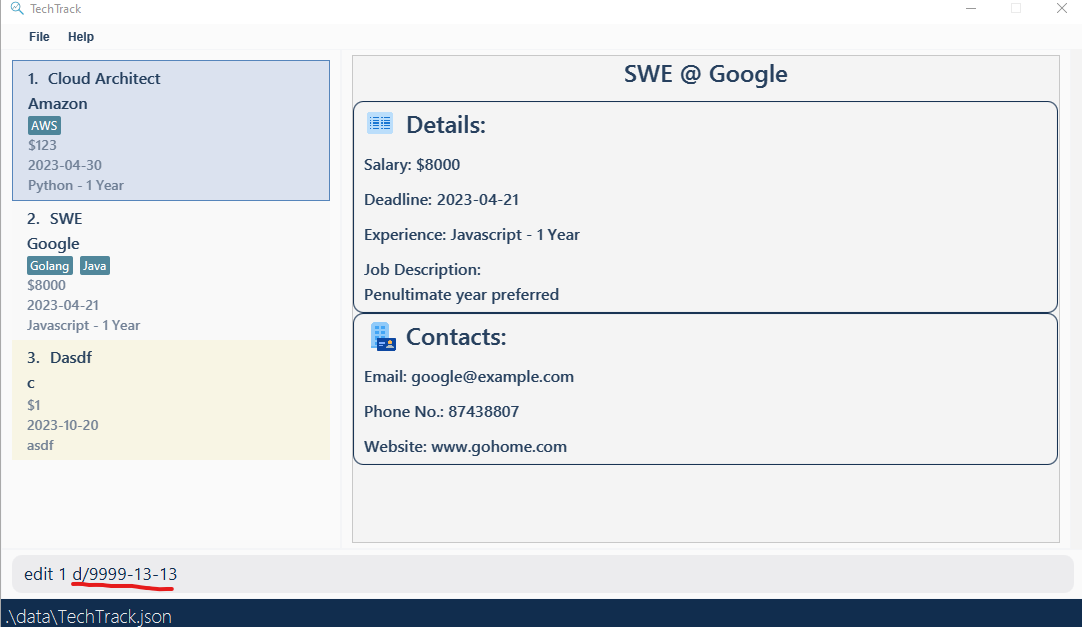 TechTrack
File Help
1. Cloud Architect
Amazon
AWS
$123
2023-04-30
Python - 1 Year
2. SWE
Google
Golang Java
$8000
2023-04-21
Javascript - 1 Year
3. Dasdf
c
$1
2023-10-20
asdf
SWE @ Google
Details:
Salary: $8000
Deadline: 2023-04-21
Experience: Javascript - 1 Year
Job Description:
Penultimate year preferred
Contacts:
Email: google@example.com
Phone No.: 87438807
Website: www.gohome.com
edit 1 d/9999-13-13
.\data\TechTrack.json